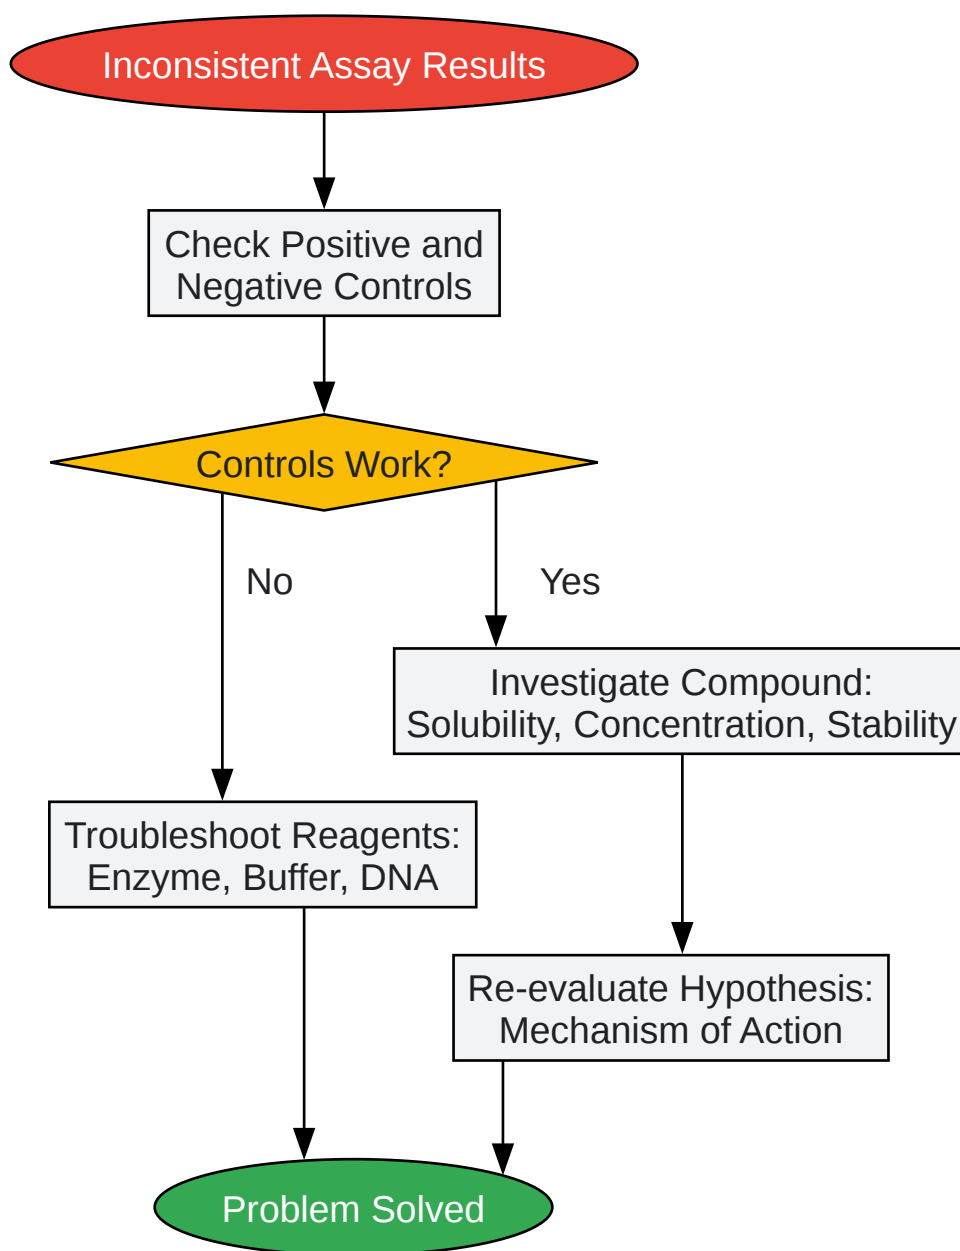 Inconsistent Assay Results
Check Positive and
Negative Controls
Controls Work?
No
Yes
Investigate Compound:
Solubility, Concentration, Stability
Troubleshoot Reagents:
Enzyme, Buffer, DNA
Re-evaluate Hypothesis:
Mechanism of Action
Problem Solved